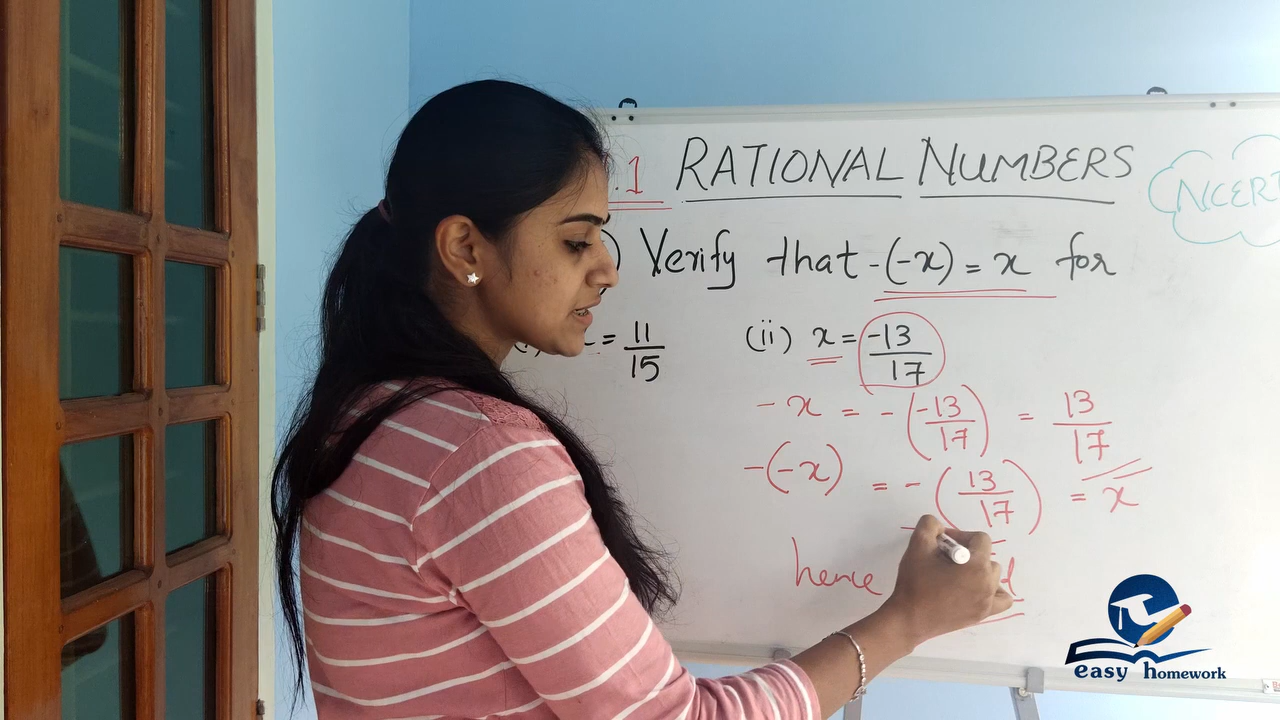 .1 RATIONAL NUMBERS
NCERT
) Verify that -(-x) = x for
= 11/15 (ii) x = -13/17
-x = -(-13/17) = 13/17
-(-x) = -(13/17) = x
hence
easy homework